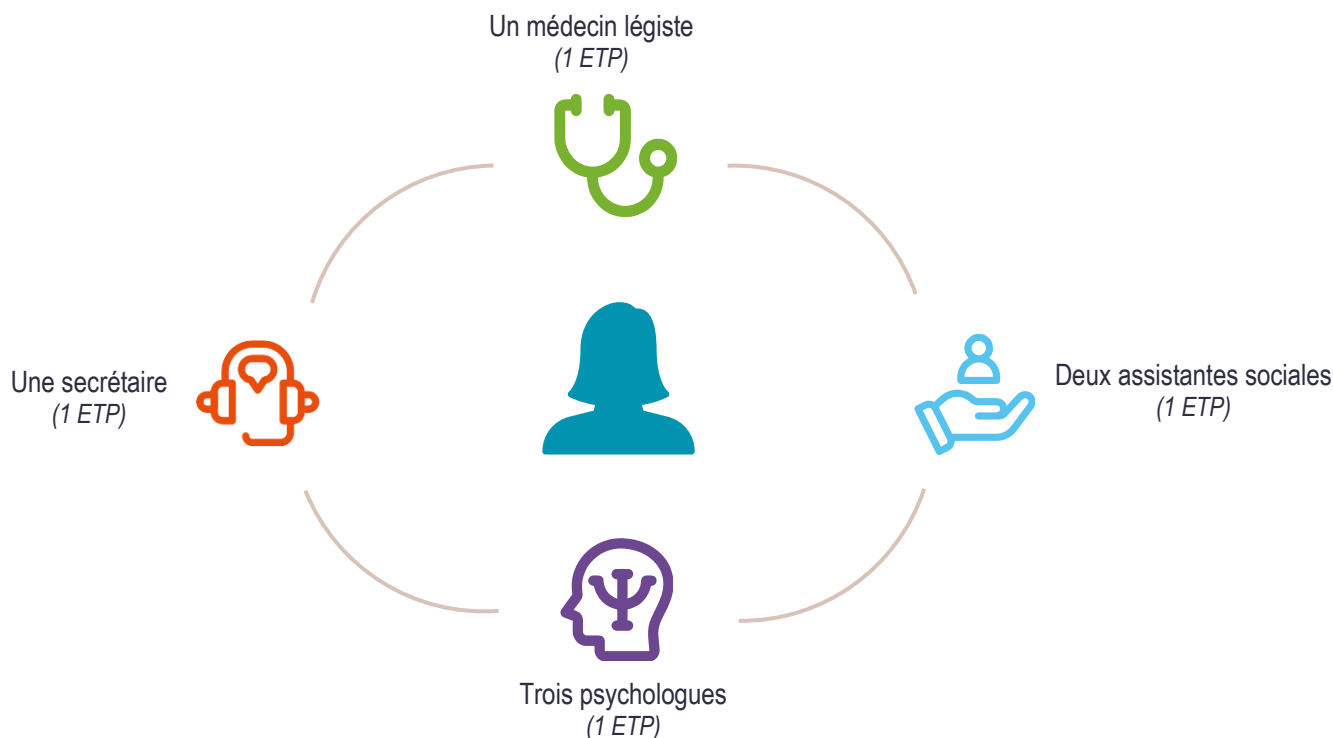 Un médecin légiste
(1 ETP)
Une secrétaire
(1 ETP)
Deux assistantes sociales
(1 ETP)
Trois psychologues
(1 ETP)